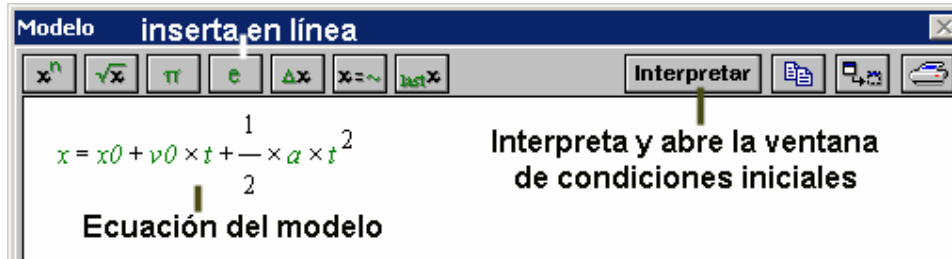 Modelo inserta en línea
xⁿ √x π e Δx x=~ last x Interpretar
x = x0 + v0 × t + 1/2 × a × t²
Interpreta y abre la ventana
de condiciones iniciales
Ecuación del modelo